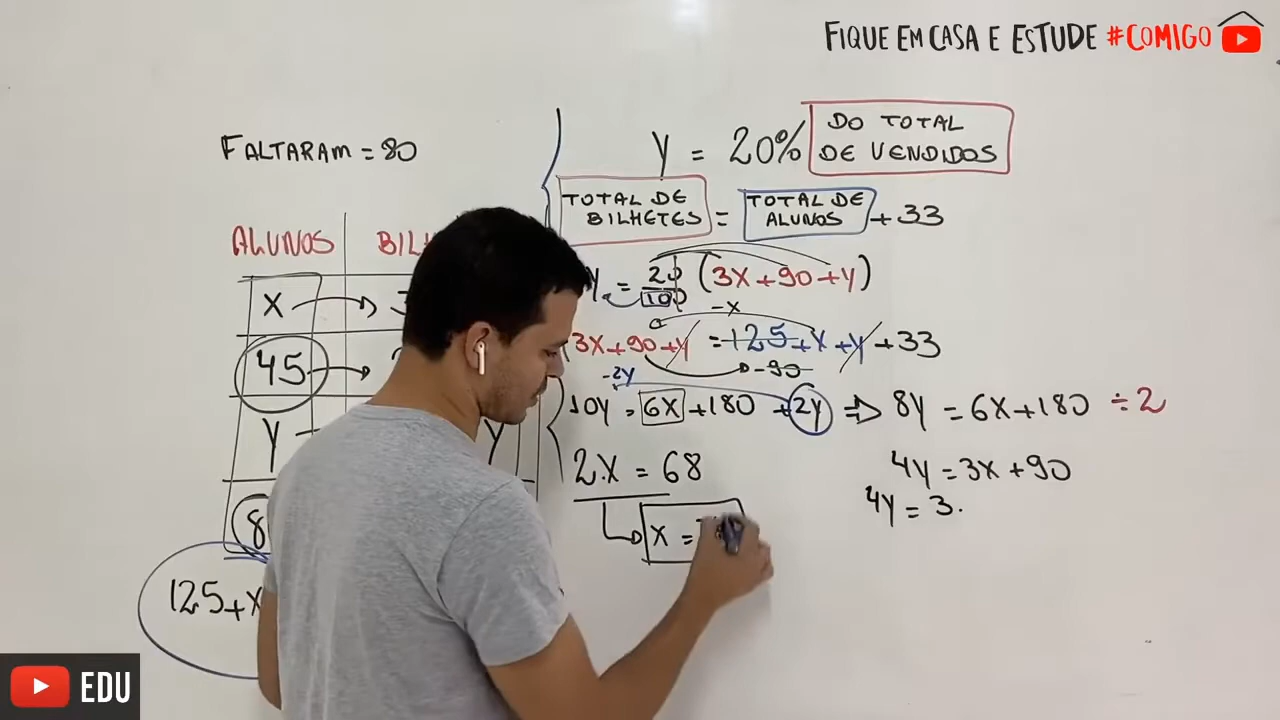 FIQUE EM CASA E ESTUDE #COMIGO
FALTARAM = 80
Y = 20% DO TOTAL DE VENDIDOS
TOTAL DE BILHETES = TOTAL DE ALUNOS + 33
ALUNOS
Y = 20/100 (3X + 90 + Y)
X
-X
3X + 90 + Y = 125 + X + Y + 33
45
-90
-2Y
10Y = 6X + 180 + 2Y ⇒ 8Y = 6X + 180 ÷ 2
Y
Y
2.X = 68
4Y = 3X + 90
4Y = 3.
8
X =
125 + X
EDU